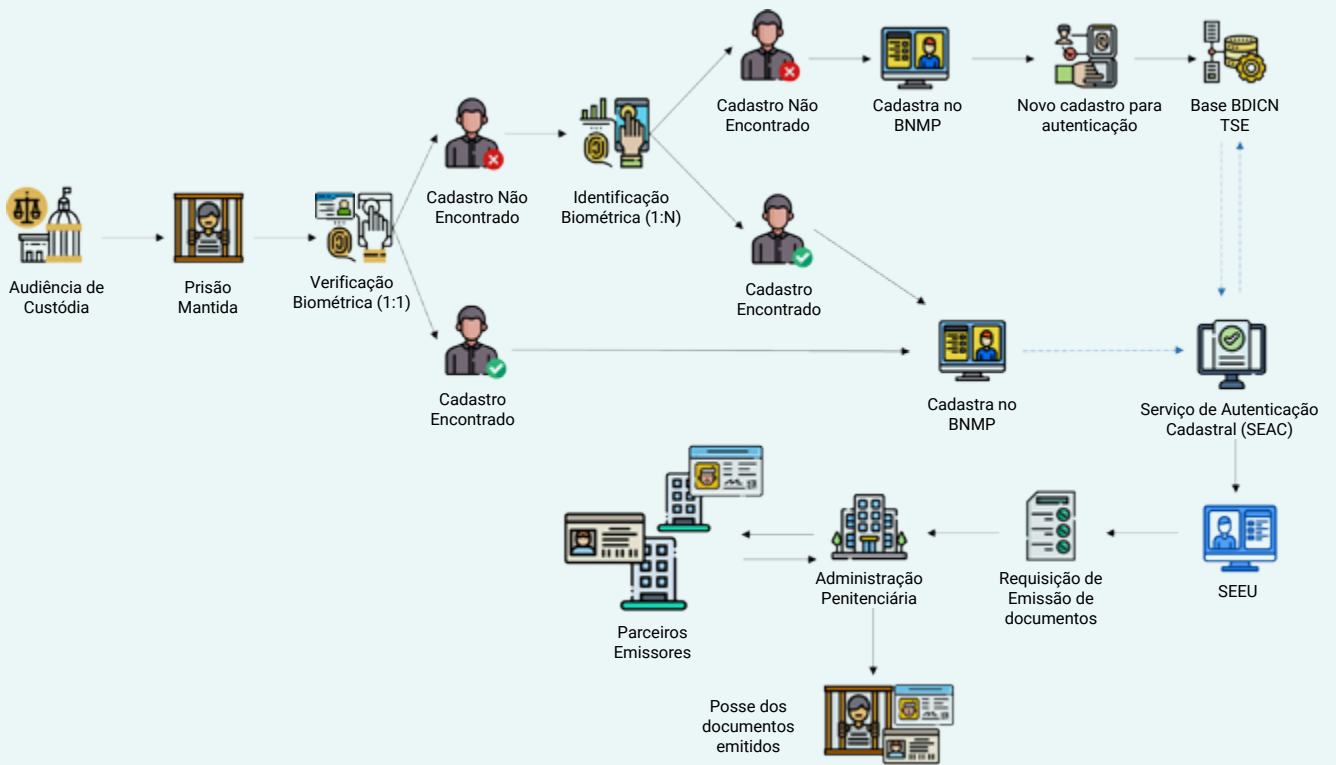 Audiência de
Custódia
Prisão
Mantida
Verificação
Biométrica (1:1)
Cadastro Não
Encontrado
Identificação
Biométrica (1:N)
Cadastro Não
Encontrado
Cadastra no
BNMP
Novo cadastro para
autenticação
Base BDICN
TSE
Cadastro
Encontrado
Cadastro
Encontrado
Cadastra no
BNMP
Serviço de Autenticação
Cadastral (SEAC)
SEEU
Requisição de
Emissão de
documentos
Administração
Penitenciária
Parceiros
Emissores
Posse dos
documentos
emitidos